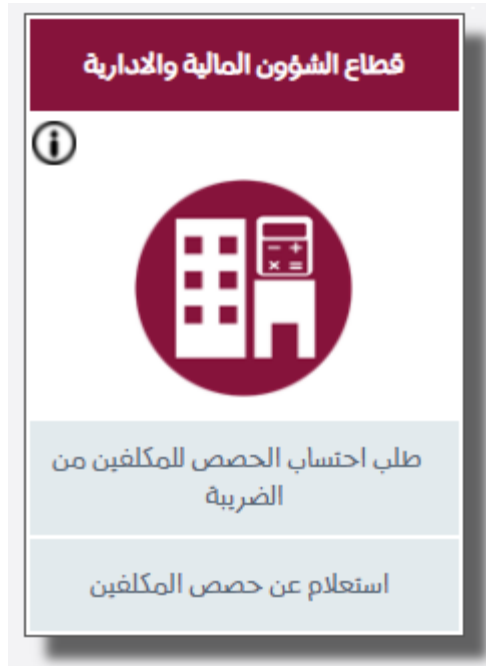 قطاع الشؤون المالية والادارية
طلب احتساب الحصص للمكلفين من
الضريبة
استعلام عن حصص المكلفين